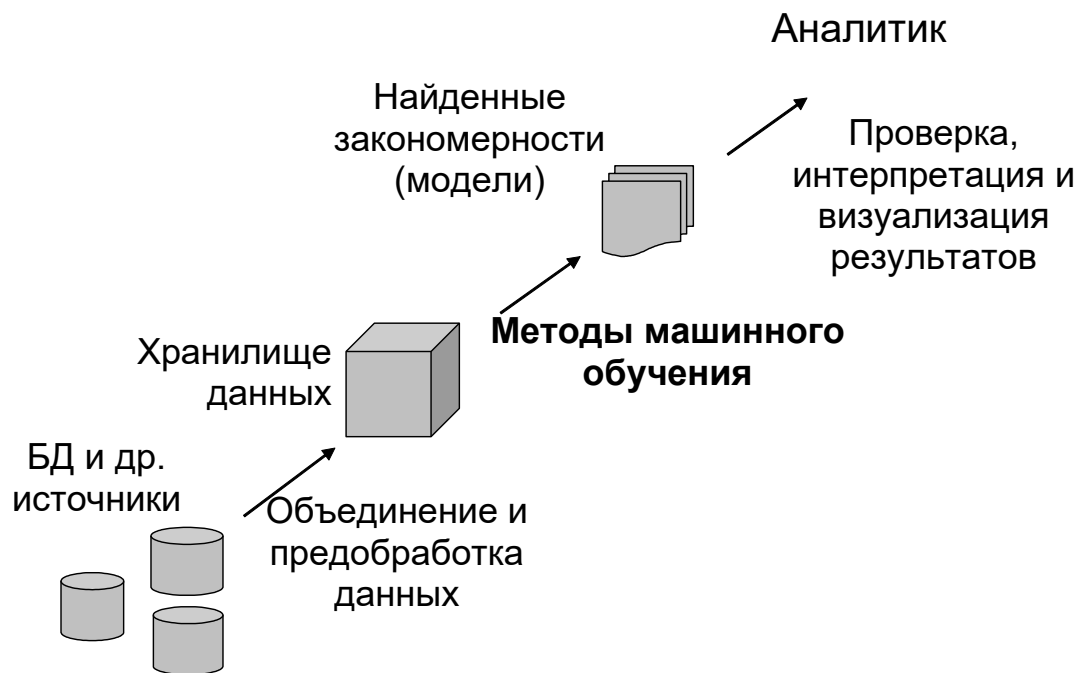 Аналитик
Найденные
закономерности
(модели)
Проверка,
интерпретация и
визуализация
результатов
Методы машинного
обучения
Хранилище
данных
БД и др.
источники
Объединение и
предобработка
данных